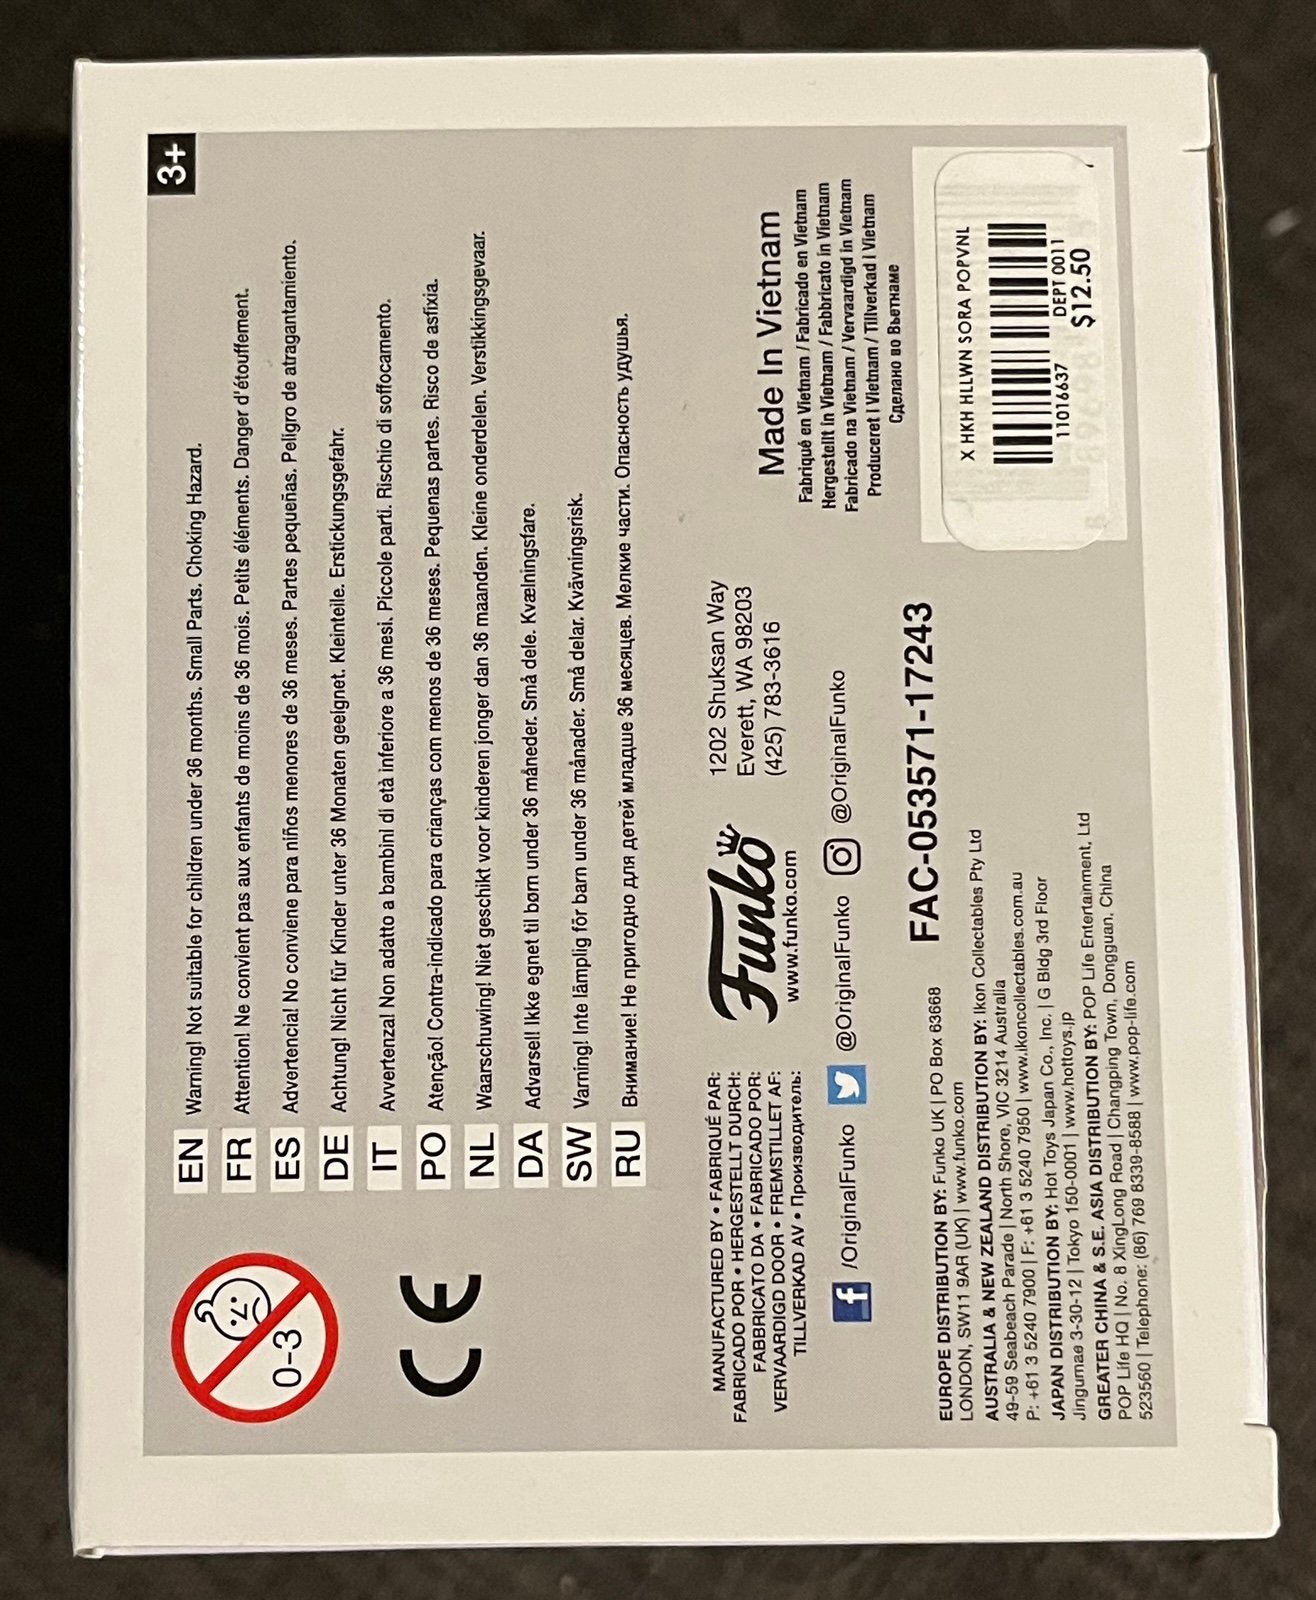 3+
0-3
EN Warning! Not suitable for children under 36 months. Small Parts. Choking Hazard.
FR Attention! Ne convient pas aux enfants de moins de 36 mois. Petits éléments. Danger d'étouffement.
ES Advertencia! No conviene para niños menores de 36 meses. Partes pequeñas. Peligro de atragantamiento.
DE Achtung! Nicht für Kinder unter 36 Monaten geeignet. Kleinteile. Erstickungsgefahr.
IT Avvertenza! Non adatto a bambini di età inferiore a 36 mesi. Piccole parti. Rischio di soffocamento.
PO Atenção! Contra-indicado para crianças com menos de 36 meses. Pequenas partes. Risco de asfixia.
NL Waarschuwing! Niet geschikt voor kinderen jonger dan 36 maanden. Kleine onderdelen. Verstikkingsgevaar.
DA Advarsel! Ikke egnet til børn under 36 måneder. Små dele. Kvælningsfare.
SW Varning! Inte lämplig för barn under 36 månader. Små delar. Kvävningsrisk.
RU Внимание! Не пригодно для детей младше 36 месяцев. Мелкие части. Опасность удушья.
CE
MANUFACTURED BY • FABRIQUÉ PAR:
FABRICADO POR • HERGESTELLT DURCH:
FABBRICATO DA • FABRICADO POR:
VERVAARDIGD DOOR • FREMSTILLET AF:
TILLVERKAD AV • Производитель:
Funko
www.funko.com
1202 Shuksan Way
Everett, WA 98203
(425) 783-3616
/OriginalFunko @OriginalFunko @OriginalFunko
Made In Vietnam
Fabriqué en Vietnam / Fabricado en Vietnam
Hergestellt in Vietnam / Fabbricato in Vietnam
Fabricado na Vietnam / Vervaardigd in Vietnam
Produceret I Vietnam / Tillverkad I Vietnam
Сделано во Вьетнаме
FAC-053571-17243
EUROPE DISTRIBUTION BY: Funko UK | PO Box 63668
LONDON, SW11 9AR (UK) | www.funko.com
AUSTRALIA & NEW ZEALAND DISTRIBUTION BY: Ikon Collectables Pty Ltd
49-59 Seabeach Parade | North Shore, VIC 3214 Australia
P: +61 3 5240 7900 | F: +61 3 5240 7950 | www.ikoncollectables.com.au
JAPAN DISTRIBUTION BY: Hot Toys Japan Co., Inc. | G Bldg 3rd Floor
Jingumae 3-30-12 | Tokyo 150-0001 | www.hottoys.jp
GREATER CHINA & S.E. ASIA DISTRIBUTION BY: POP Life Entertainment, Ltd
POP Life HQ | No. 8 XingLong Road | Changping Town, Dongguan, China
523560 | Telephone: (86) 769 8339-8588 | www.pop-life.com
X HKH HLLWN SORA POPVNL
11016637 DEPT 0011
$12.50